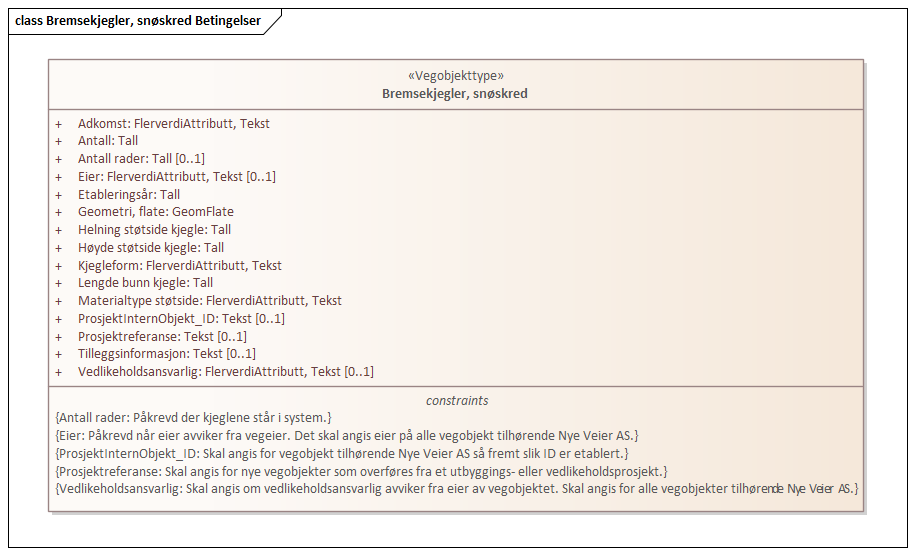 class Bremsekjegler, snøskred Betingelser
«Vegobjekttype»
Bremsekjegler, snøskred
+ Adkomst: FlerverdiAttributt, Tekst
+ Antall: Tall
+ Antall rader: Tall [0..1]
+ Eier: FlerverdiAttributt, Tekst [0..1]
+ Etableringsår: Tall
+ Geometri, flate: GeomFlate
+ Helning støtside kjegle: Tall
+ Høyde støtside kjegle: Tall
+ Kjegleform: FlerverdiAttributt, Tekst
+ Lengde bunn kjegle: Tall
+ Materialtype støtside: FlerverdiAttributt, Tekst
+ ProsjektInternObjekt_ID: Tekst [0..1]
+ Prosjektreferanse: Tekst [0..1]
+ Tilleggsinformasjon: Tekst [0..1]
+ Vedlikeholdsansvarlig: FlerverdiAttributt, Tekst [0..1]
constraints
{Antall rader: Påkrevd der kjeglene står i system.}
{Eier: Påkrevd når eier avviker fra vegeier. Det skal angis eier på alle vegobjekt tilhørende Nye Veier AS.}
{ProsjektInternObjekt_ID: Skal angis for vegobjekt tilhørende Nye Veier AS så fremt slik ID er etablert.}
{Prosjektreferanse: Skal angis for nye vegobjekter som overføres fra et utbyggings- eller vedlikeholdsprosjekt.}
{Vedlikeholdsansvarlig: Skal angis om vedlikeholdsansvarlig avviker fra eier av vegobjektet. Skal angis for alle vegobjekter tilhørende Nye Veier AS.}